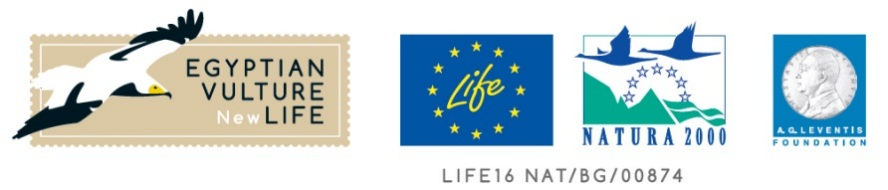 EGYPTIAN
VULTURE
New LIFE
Life
NATURA 2000
A.G. LEVENTIS
FOUNDATION
LIFE16 NAT/BG/00874